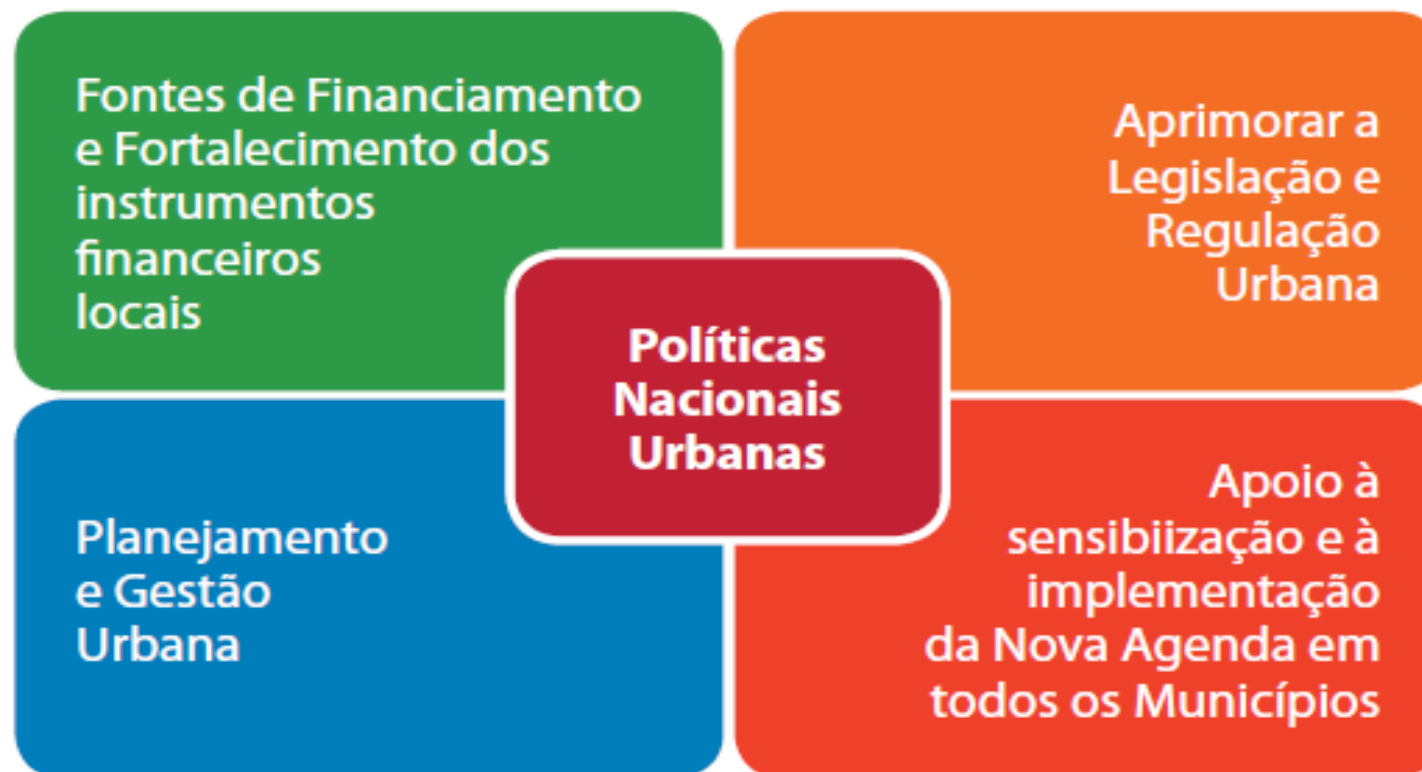 Fontes de Financiamento
e Fortalecimento dos
instrumentos
financeiros
locais
Aprimorar a
Legislação e
Regulação
Urbana
Políticas
Nacionais
Urbanas
Planejamento
e Gestão
Urbana
Apoio à
sensibiização e à
implementação
da Nova Agenda em
todos os Municípios